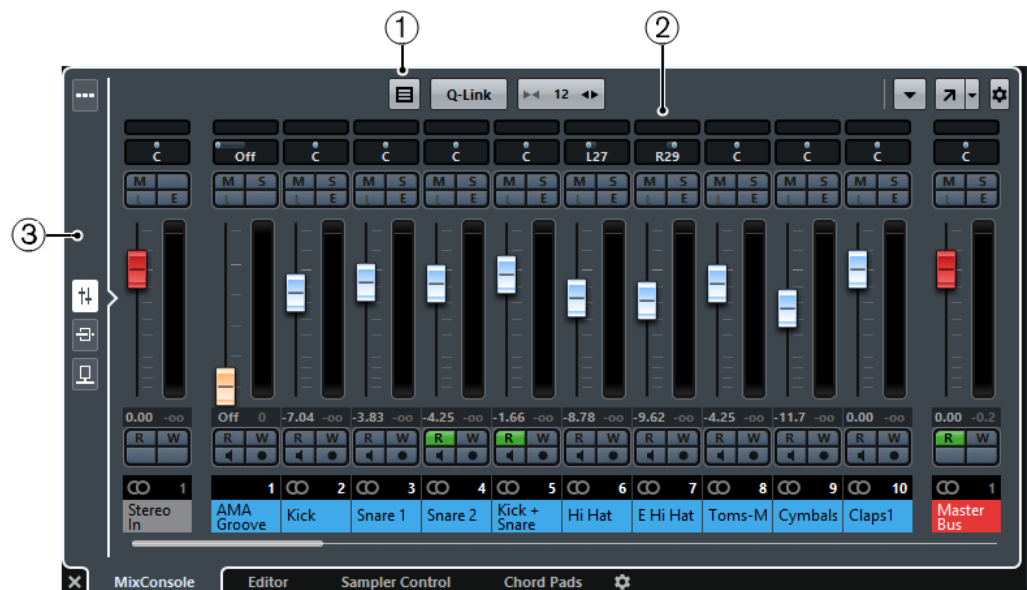 1 2
Q-Link 12
C Off C C C C L27 R29 C C C C
M M S M S M S M S M S M S M S M S M S M S M S
L E L L E L E L E L E L E L E L E L E L E L E
3
0.00 -oo Off 0 -7.04 -oo -3.83 -oo -4.25 -oo -1.66 -oo -8.78 -oo -9.62 -oo -4.25 -oo -11.7 -oo 0.00 -oo 0.00 -0.2
R W R W R W R W R W R W R W R W R W R W R W R W
1 1 2 3 4 5 6 7 8 9 10 1
Stereo In AMA Groove Kick Snare 1 Snare 2 Kick + Snare Hi Hat E Hi Hat Toms-M Cymbals Claps1 Master Bus
MixConsole Editor Sampler Control Chord Pads